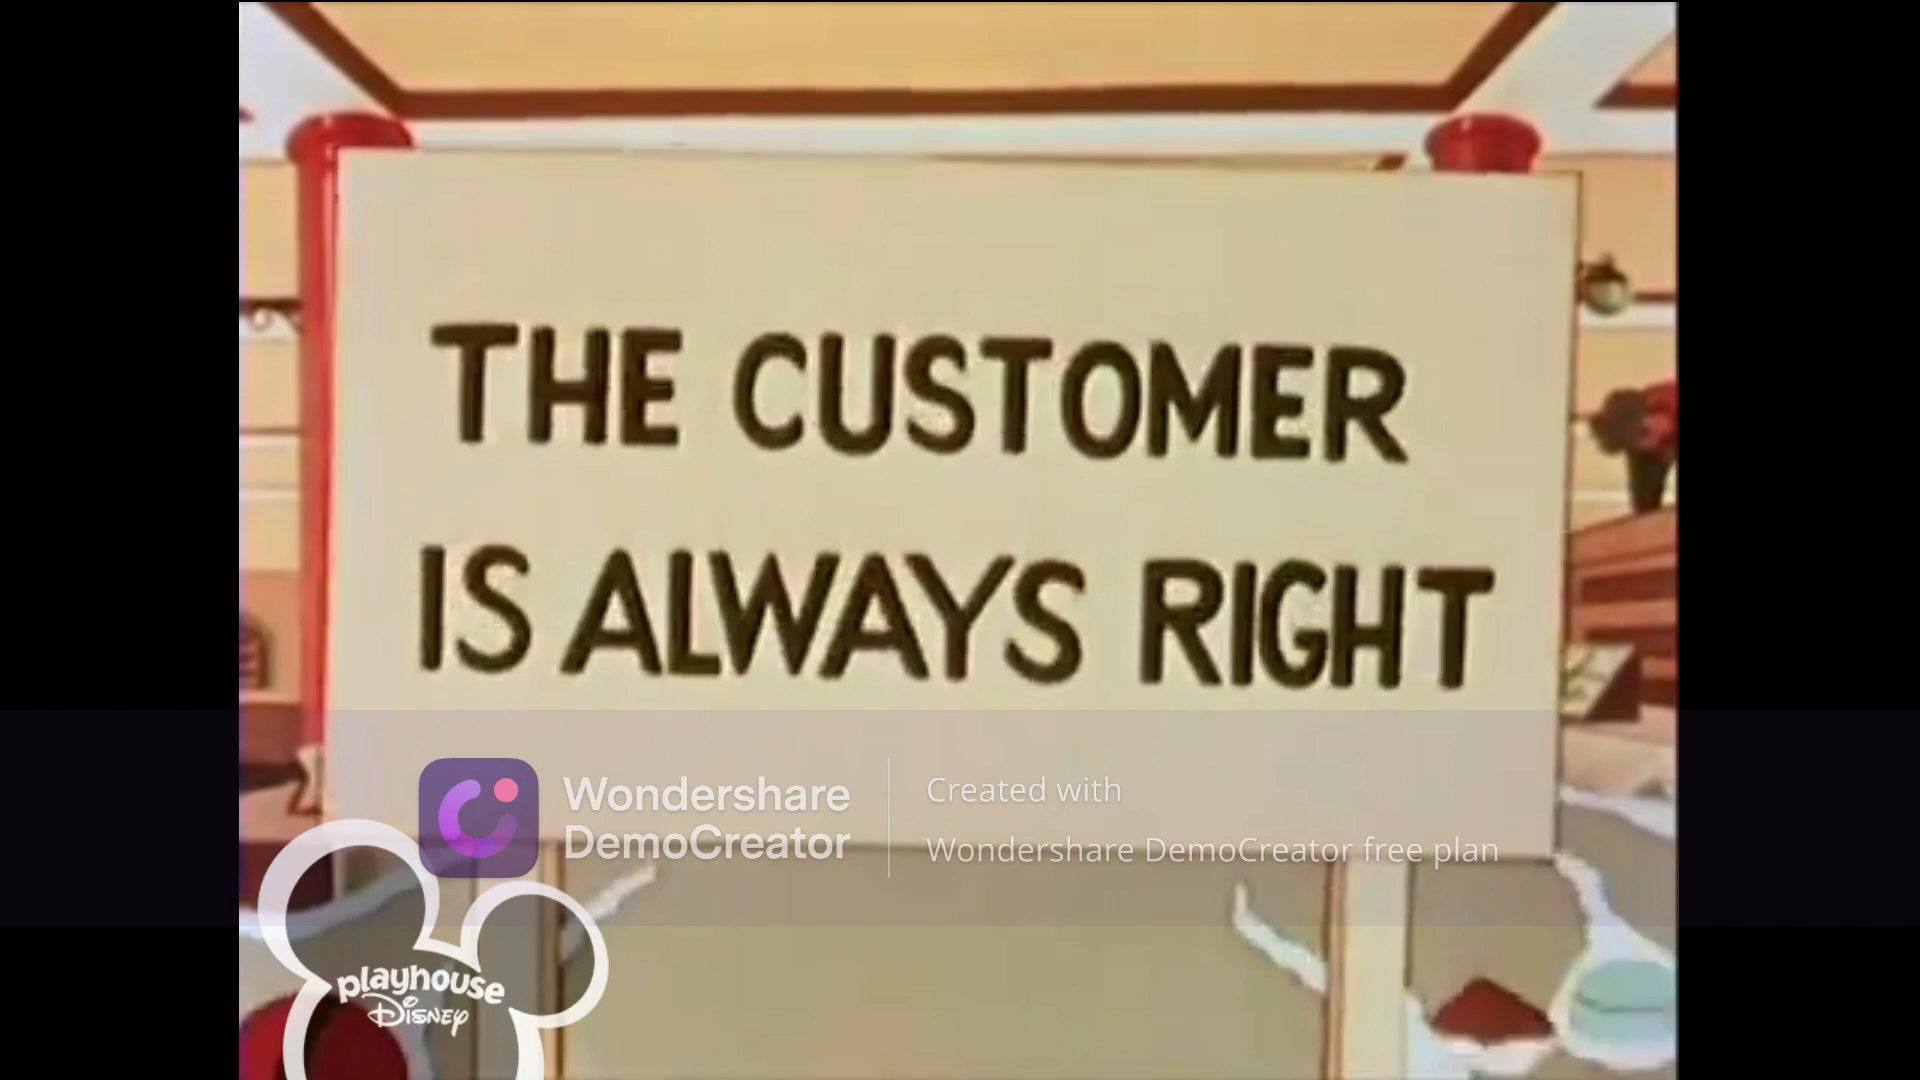 THE CUSTOMER
IS ALWAYS RIGHT
Wondershare
DemoCreator
Created with
Wondershare DemoCreator free plan
playhouse
Disney